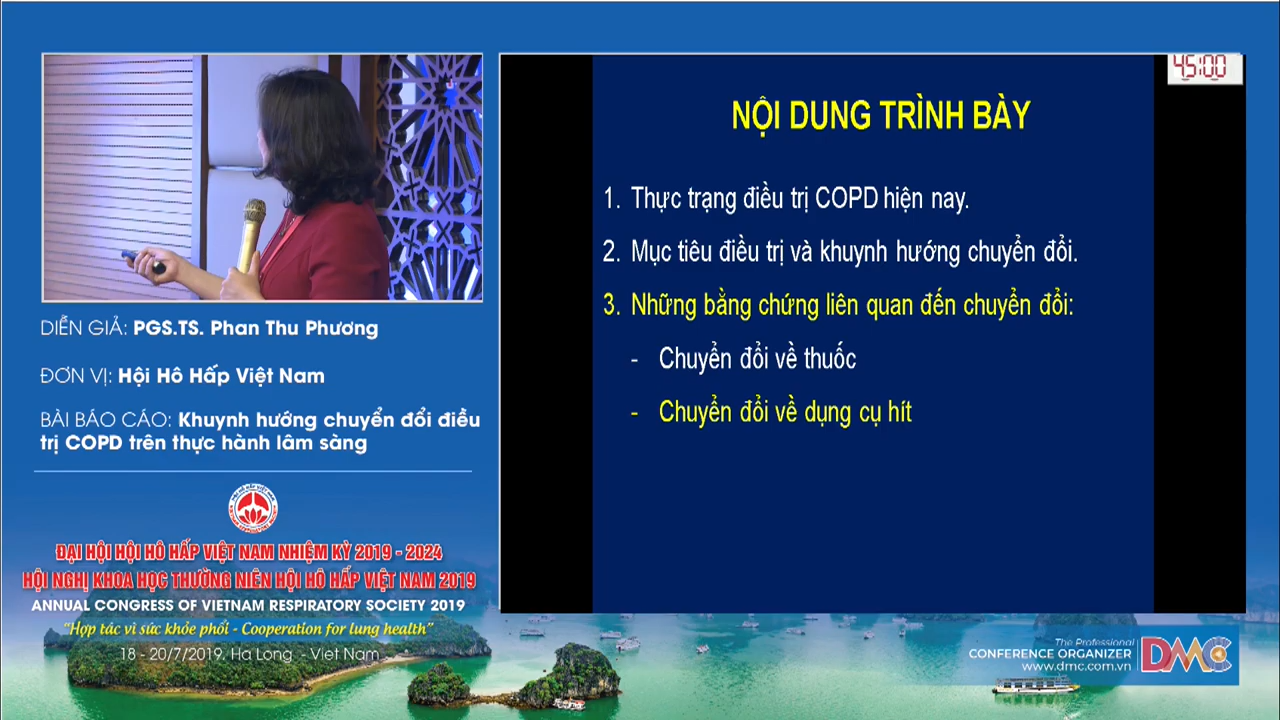 45:00
NỘI DUNG TRÌNH BÀY
1. Thực trạng điều trị COPD hiện nay.
2. Mục tiêu điều trị và khuynh hướng chuyển đổi.
3. Những bằng chứng liên quan đến chuyển đổi:
- Chuyển đổi về thuốc
- Chuyển đổi về dụng cụ hít
DIỄN GIẢ: PGS.TS. Phan Thu Phương
ĐƠN VỊ: Hội Hô Hấp Việt Nam
BÀI BÁO CÁO: Khuynh hướng chuyển đổi điều
trị COPD trên thực hành lâm sàng
ĐẠI HỘI HỘI HÔ HẤP VIỆT NAM NHIỆM KỲ 2019 - 2024
HỘI NGHỊ KHOA HỌC THƯỜNG NIÊN HỘI HÔ HẤP VIỆT NAM 2019
ANNUAL CONGRESS OF VIETNAM RESPIRATORY SOCIETY 2019
"Hợp tác vì sức khỏe phổi - Cooperation for lung health"
18 - 20/7/2019. Ha Long - Viet Nam
The Professional
CONFERENCE ORGANIZER
www.dmc.com.vn
DMC